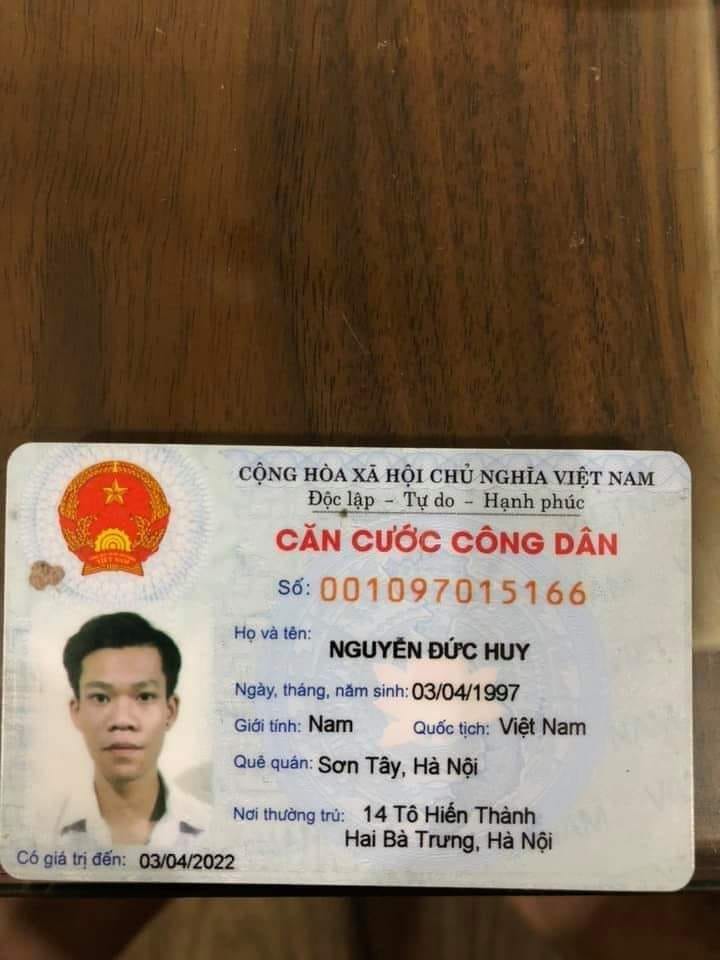 CỘNG HÒA XÃ HỘI CHỦ NGHĨA VIỆT NAM
Độc lập - Tự do - Hạnh phúc
CĂN CƯỚC CÔNG DÂN
Số: 001097015166
Họ và tên:
NGUYỄN ĐỨC HUY
Ngày, tháng, năm sinh: 03/04/1997
Giới tính: Nam Quốc tịch: Việt Nam
Quê quán: Sơn Tây, Hà Nội
Nơi thường trú: 14 Tô Hiến Thành
Hai Bà Trưng, Hà Nội
Có giá trị đến: 03/04/2022